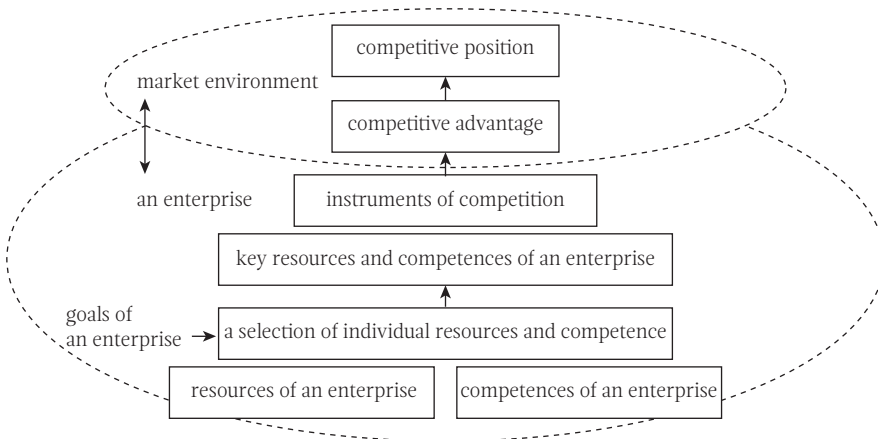 competitive position
market environment
competitive advantage
an enterprise
instruments of competition
key resources and competences of an enterprise
goals of
an enterprise
a selection of individual resources and competence
resources of an enterprise
competences of an enterprise